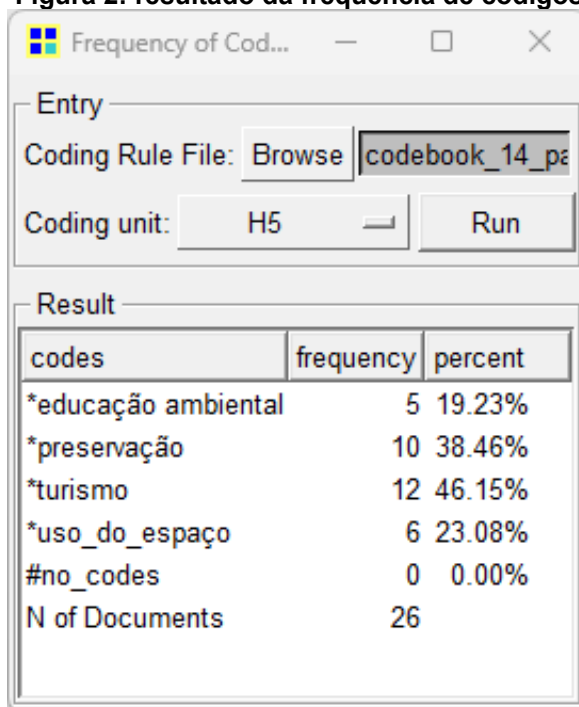 Figura 2: resultado da frequência de códigos
Frequency of Cod...
Entry
Coding Rule File: Browse codebook_14_pa
Coding unit: H5 Run
Result
codes frequency percent
*educação ambiental 5 19.23%
*preservação 10 38.46%
*turismo 12 46.15%
*uso_do_espaço 6 23.08%
#no_codes 0 0.00%
N of Documents 26